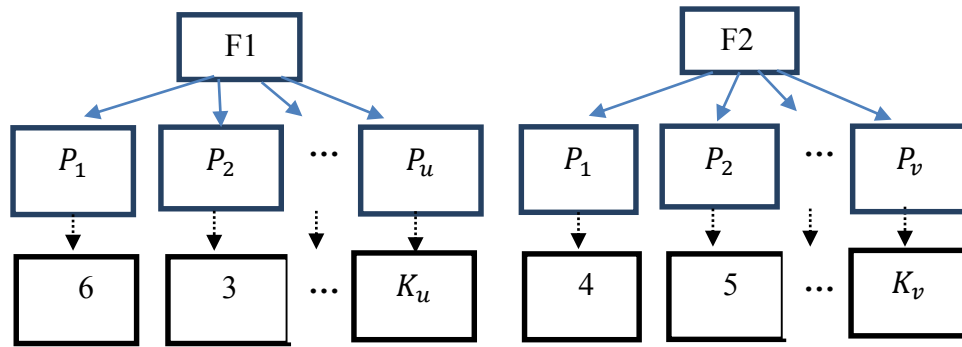 F1 F2
P₁ P₂ ... Pᵤ P₁ P₂ ... Pᵥ
6 3 ... Kᵤ 4 5 ... Kᵥ